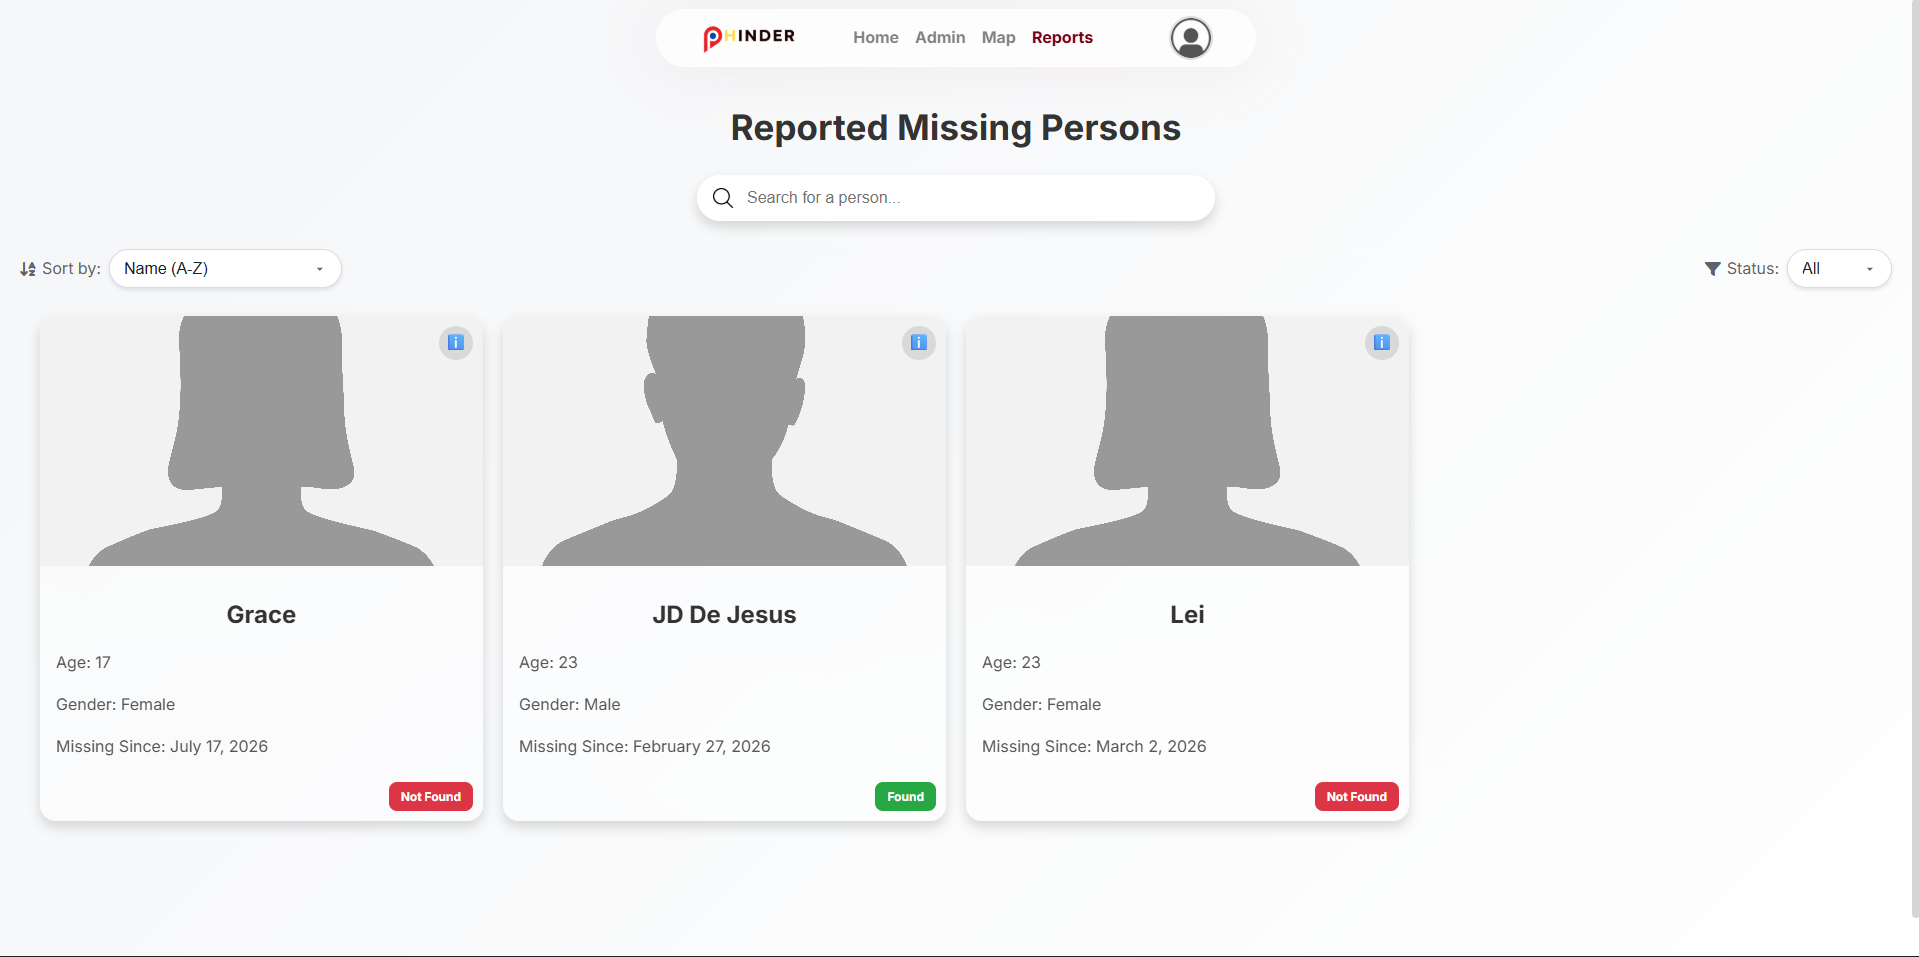 PHINDER
Home Admin Map Reports
Reported Missing Persons
Search for a person...
Sort by: Name (A-Z)
Status: All
Grace
Age: 17
Gender: Female
Missing Since: July 17, 2026
Not Found
JD De Jesus
Age: 23
Gender: Male
Missing Since: February 27, 2026
Found
Lei
Age: 23
Gender: Female
Missing Since: March 2, 2026
Not Found